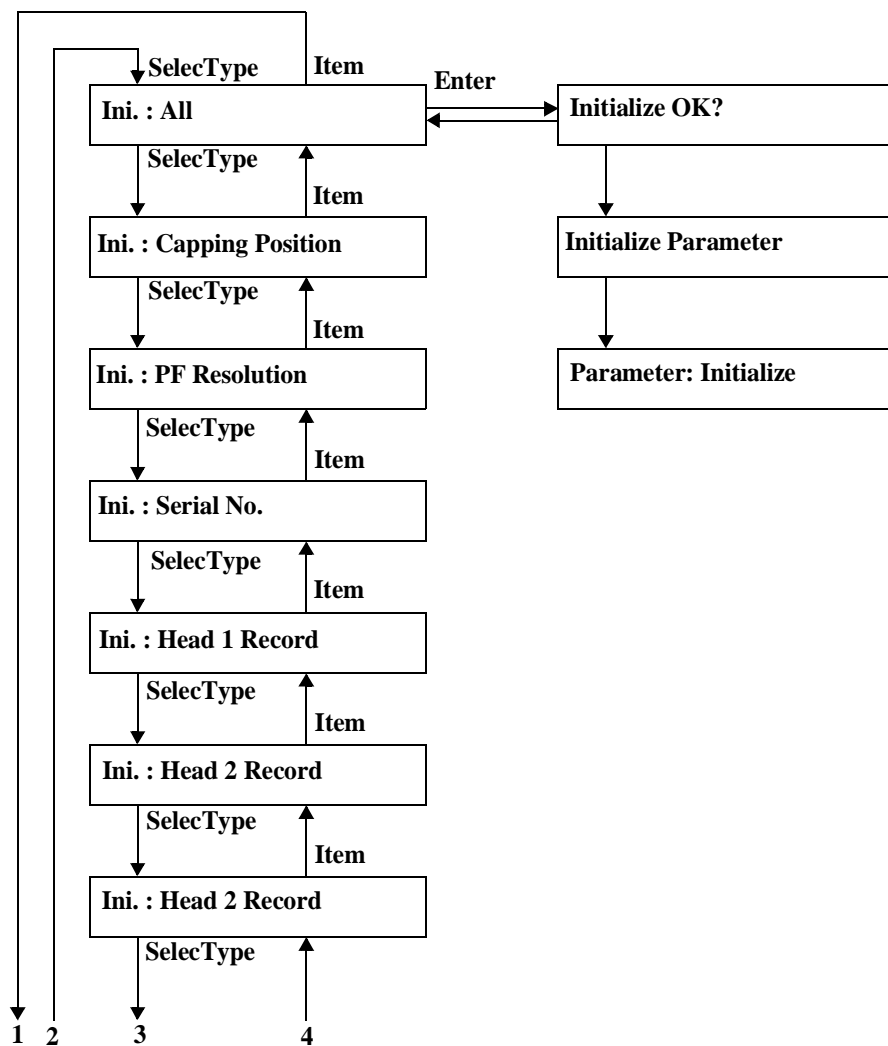 SelecType Item
Enter
Ini. : All
Initialize OK?
SelecType
Item
Ini. : Capping Position
Initialize Parameter
SelecType
Item
Ini. : PF Resolution
Parameter: Initialize
SelecType
Item
Ini. : Serial No.
SelecType
Item
Ini. : Head 1 Record
SelecType
Item
Ini. : Head 2 Record
SelecType
Item
Ini. : Head 2 Record
SelecType
1 2 3 4